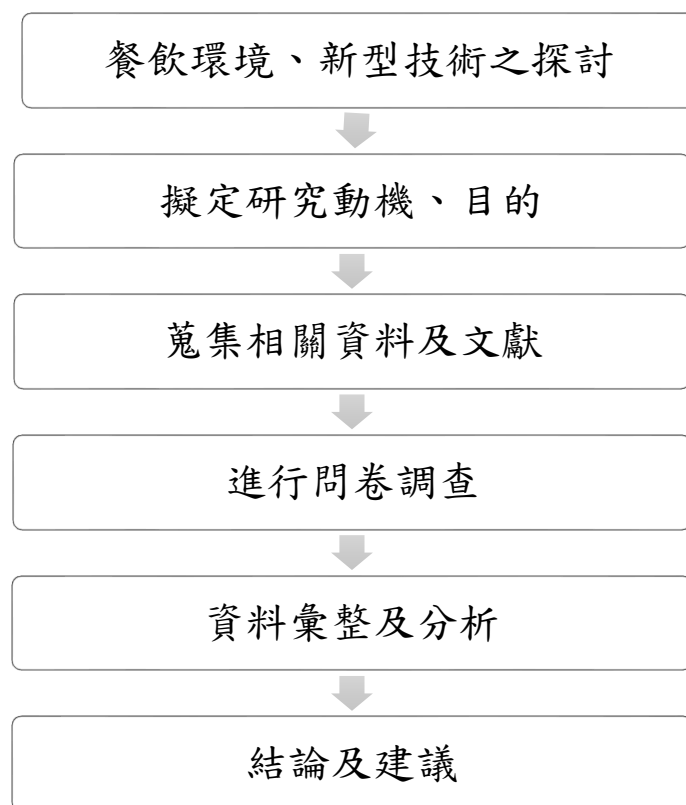 餐飲環境、新型技術之探討
擬定研究動機、目的
蒐集相關資料及文獻
進行問卷調查
資料彙整及分析
結論及建議